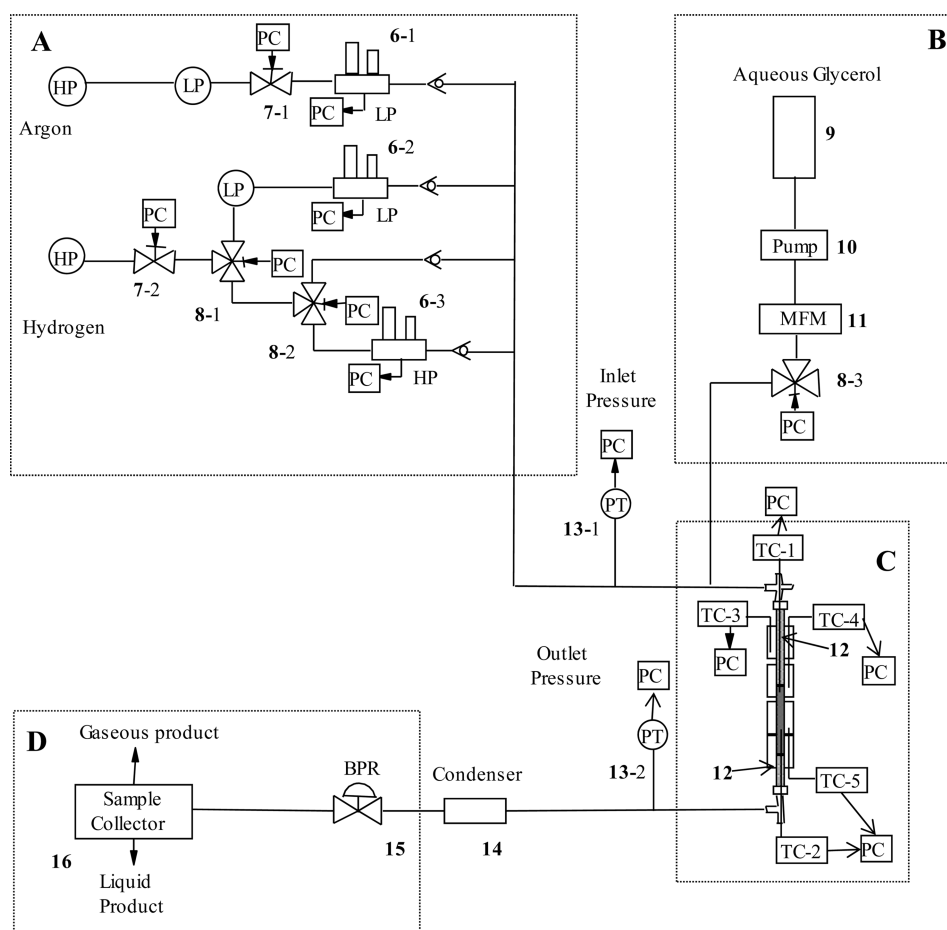 A
PC
6-1
HP
LP
7-1
PC
LP
Argon
6-2
LP
PC
LP
PC
HP
7-2
PC
8-1
PC
6-3
Hydrogen
8-2
PC
HP
B
Aqueous Glycerol
9
Pump
10
MFM
11
8-3
PC
Inlet
Pressure
PC
PT
13-1
PC
C
TC-1
TC-3
TC-4
12
PC
PC
Outlet
Pressure
PC
PT
13-2
12
TC-5
TC-2
PC
D
Gaseous product
BPR
Condenser
Sample
Collector
16
15
14
Liquid
Product